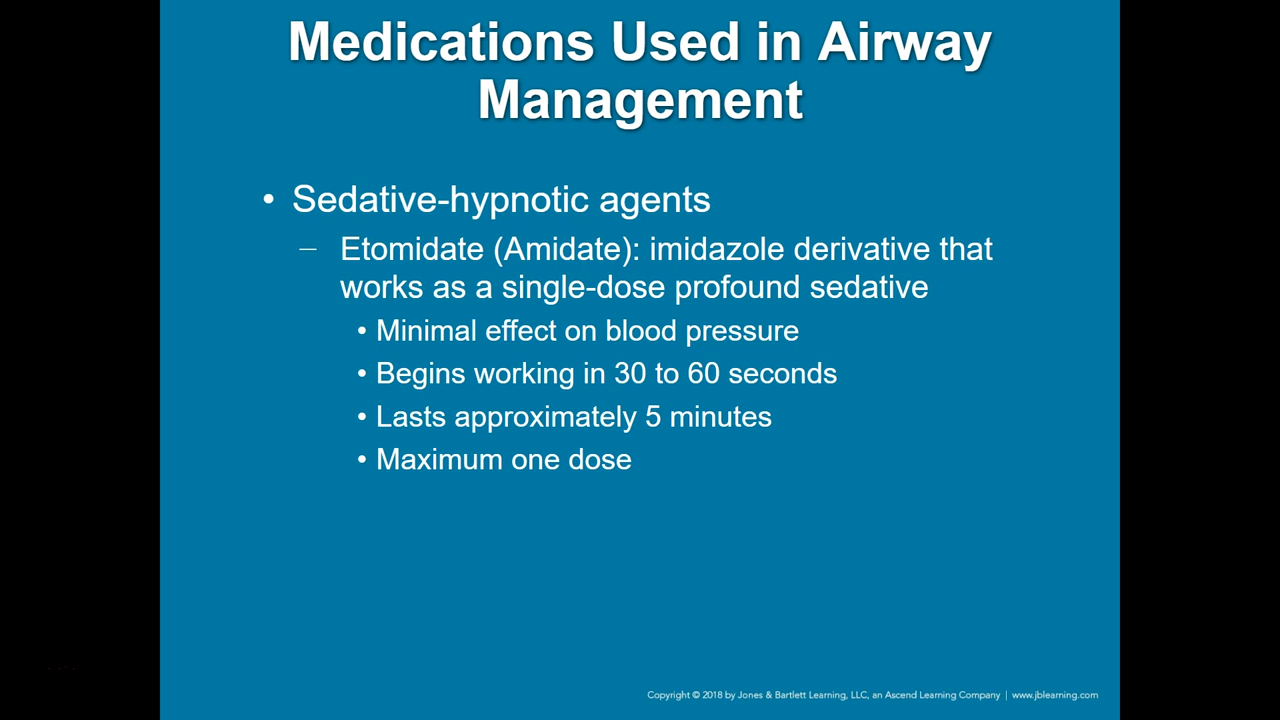 Medications Used in Airway
Management
• Sedative-hypnotic agents
– Etomidate (Amidate): imidazole derivative that
works as a single-dose profound sedative
• Minimal effect on blood pressure
• Begins working in 30 to 60 seconds
• Lasts approximately 5 minutes
• Maximum one dose
Copyright © 2018 by Jones & Bartlett Learning, LLC, an Ascend Learning Company | www.jblearning.com